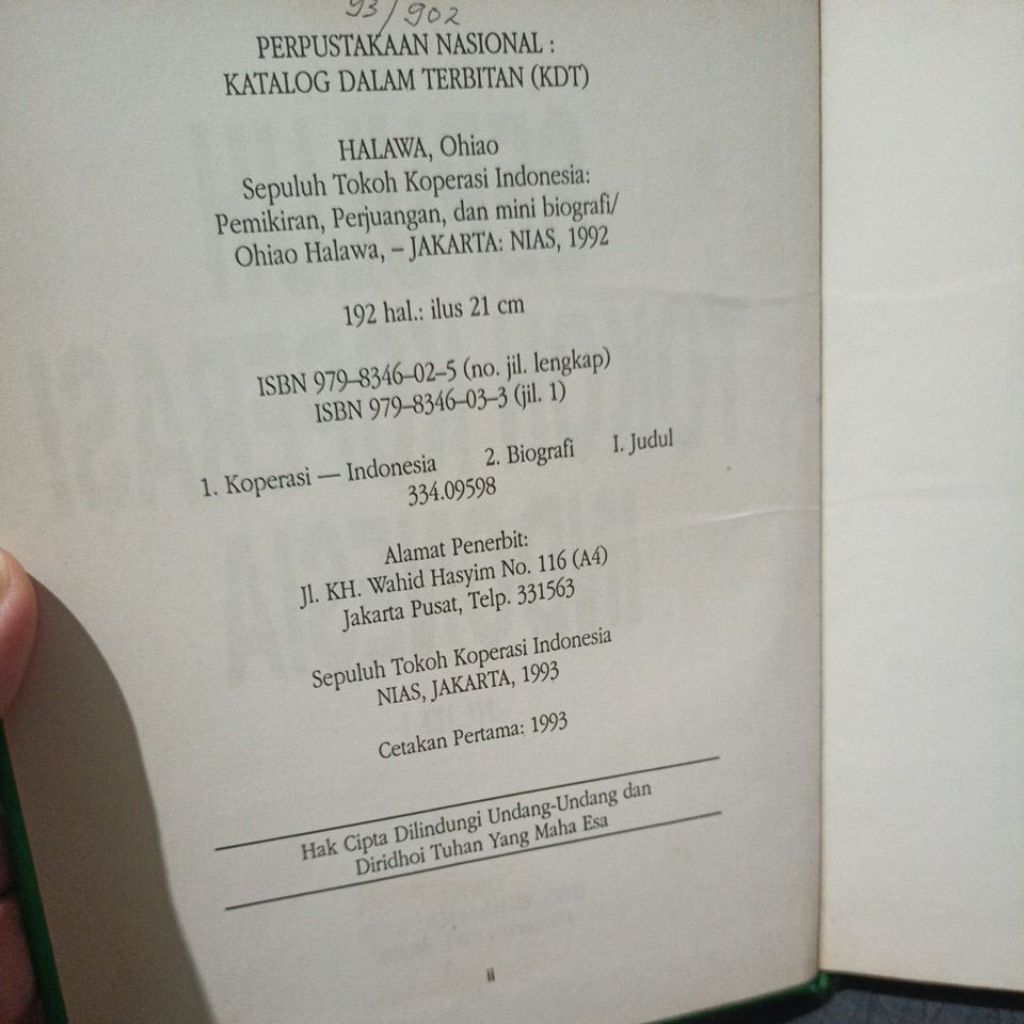 93/902
PERPUSTAKAAN NASIONAL :
KATALOG DALAM TERBITAN (KDT)
HALAWA, Ohiao
Sepuluh Tokoh Koperasi Indonesia:
Pemikiran, Perjuangan, dan mini biografi/
Ohiao Halawa, – JAKARTA: NIAS, 1992
192 hal.: ilus 21 cm
ISBN 979–8346–02–5 (no. jil. lengkap)
ISBN 979–8346–03–3 (jil. 1)
1. Koperasi — Indonesia 2. Biografi I. Judul
334.09598
Alamat Penerbit:
Jl. KH. Wahid Hasyim No. 116 (A4)
Jakarta Pusat, Telp. 331563
Sepuluh Tokoh Koperasi Indonesia
NIAS, JAKARTA, 1993
Cetakan Pertama: 1993
Hak Cipta Dilindungi Undang-Undang dan
Diridhoi Tuhan Yang Maha Esa
ii